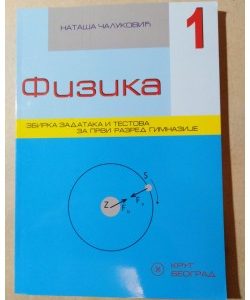 НАТАША ЧАЛУКОВИЋ
1
Физика
ЗБИРКА ЗАДАТАКА И ТЕСТОВА
ЗА ПРВИ РАЗРЕД ГИМНАЗИЈЕ
S
Z
КРУГ
БЕОГРАД